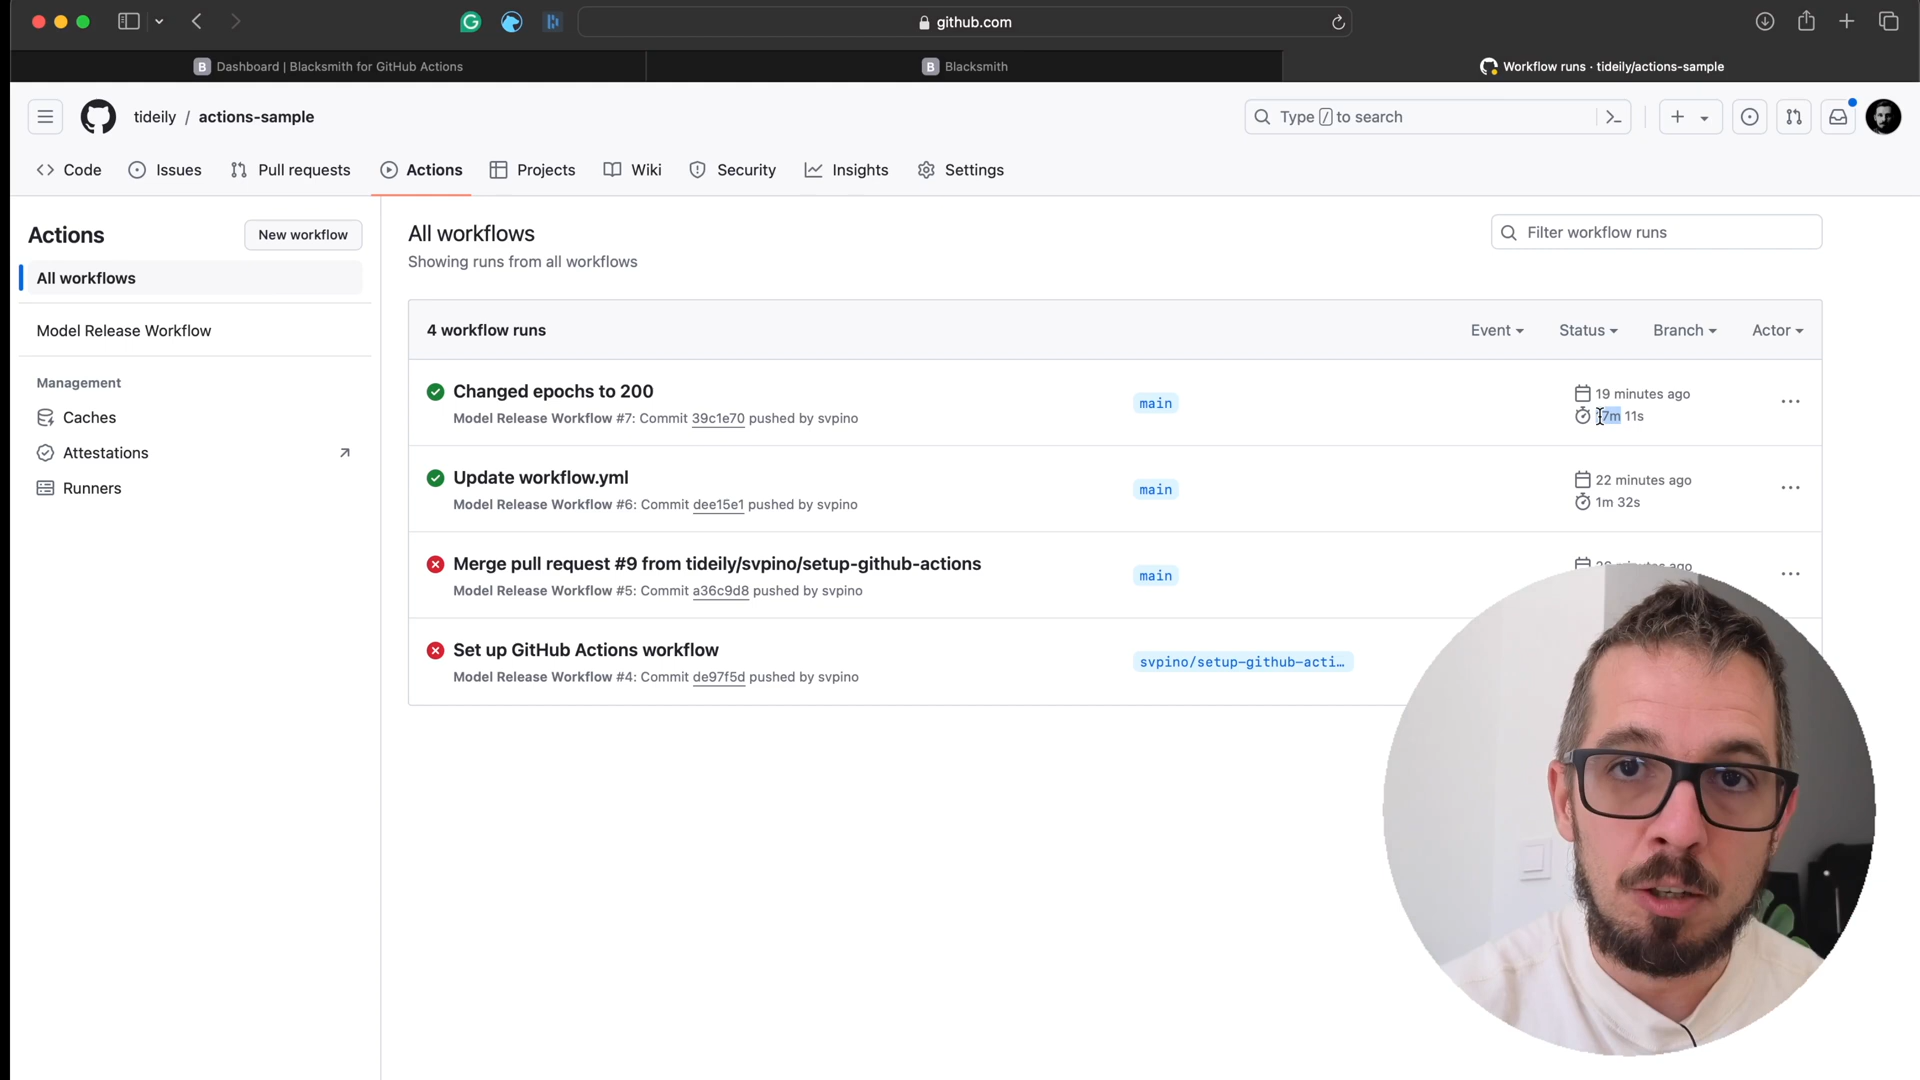 github.com
Dashboard | Blacksmith for GitHub Actions
Blacksmith
Workflow runs · tideily/actions-sample
tideily / actions-sample
Type / to search
Code
Issues
Pull requests
Actions
Projects
Wiki
Security
Insights
Settings
Actions
New workflow
All workflows
Model Release Workflow
Management
Caches
Attestations
Runners
All workflows
Showing runs from all workflows
Filter workflow runs
4 workflow runs
Event
Status
Branch
Actor
Changed epochs to 200
Model Release Workflow #7: Commit 39c1e70 pushed by svpino
main
19 minutes ago
11s
Update workflow.yml
Model Release Workflow #6: Commit dee15e1 pushed by svpino
main
22 minutes ago
1m 32s
Merge pull request #9 from tideily/svpino/setup-github-actions
Model Release Workflow #5: Commit a36c9d8 pushed by svpino
main
Set up GitHub Actions workflow
Model Release Workflow #4: Commit de97f5d pushed by svpino
svpino/setup-github-acti…